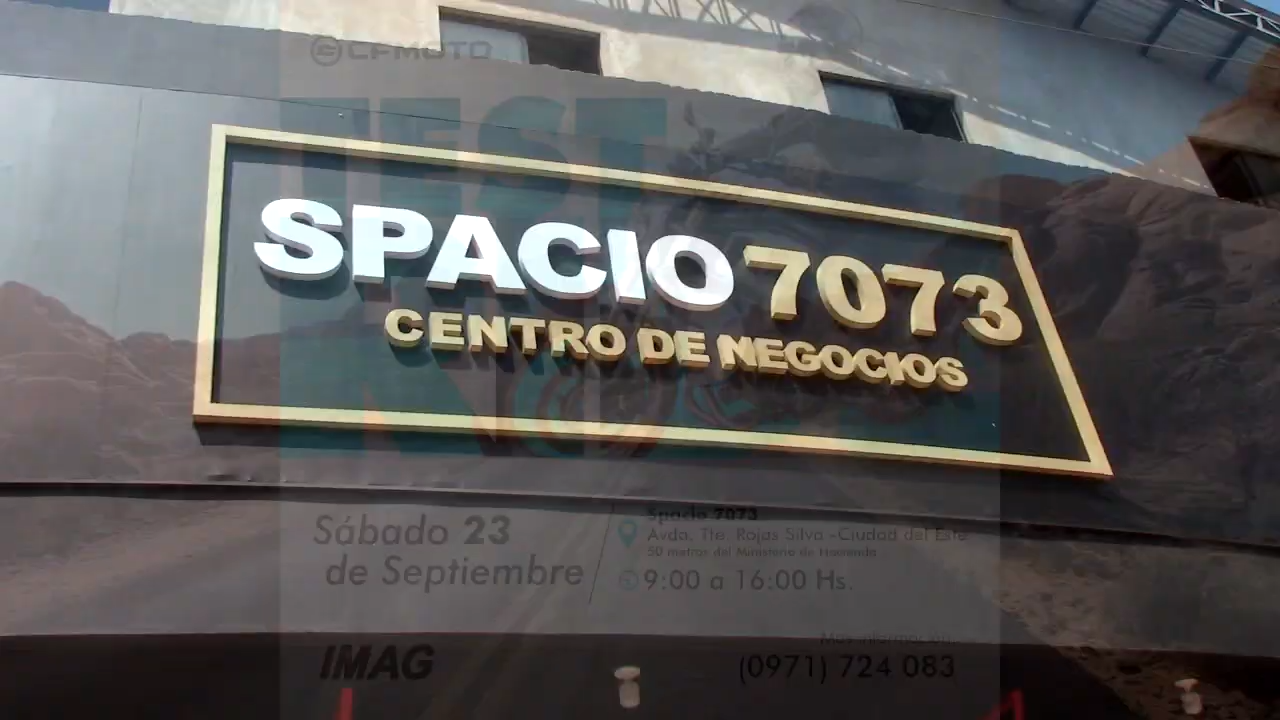 CFMOTO
TEST
SPACIO 7073
CENTRO DE NEGOCIOS
Sábado 23
de Septiembre
Spacio 7073
Avda. Tte. Rojas Silva - Ciudad del Este
50 metros del Ministerio de Hacienda
9:00 a 16:00 Hs.
IMAG
(0971) 724 083